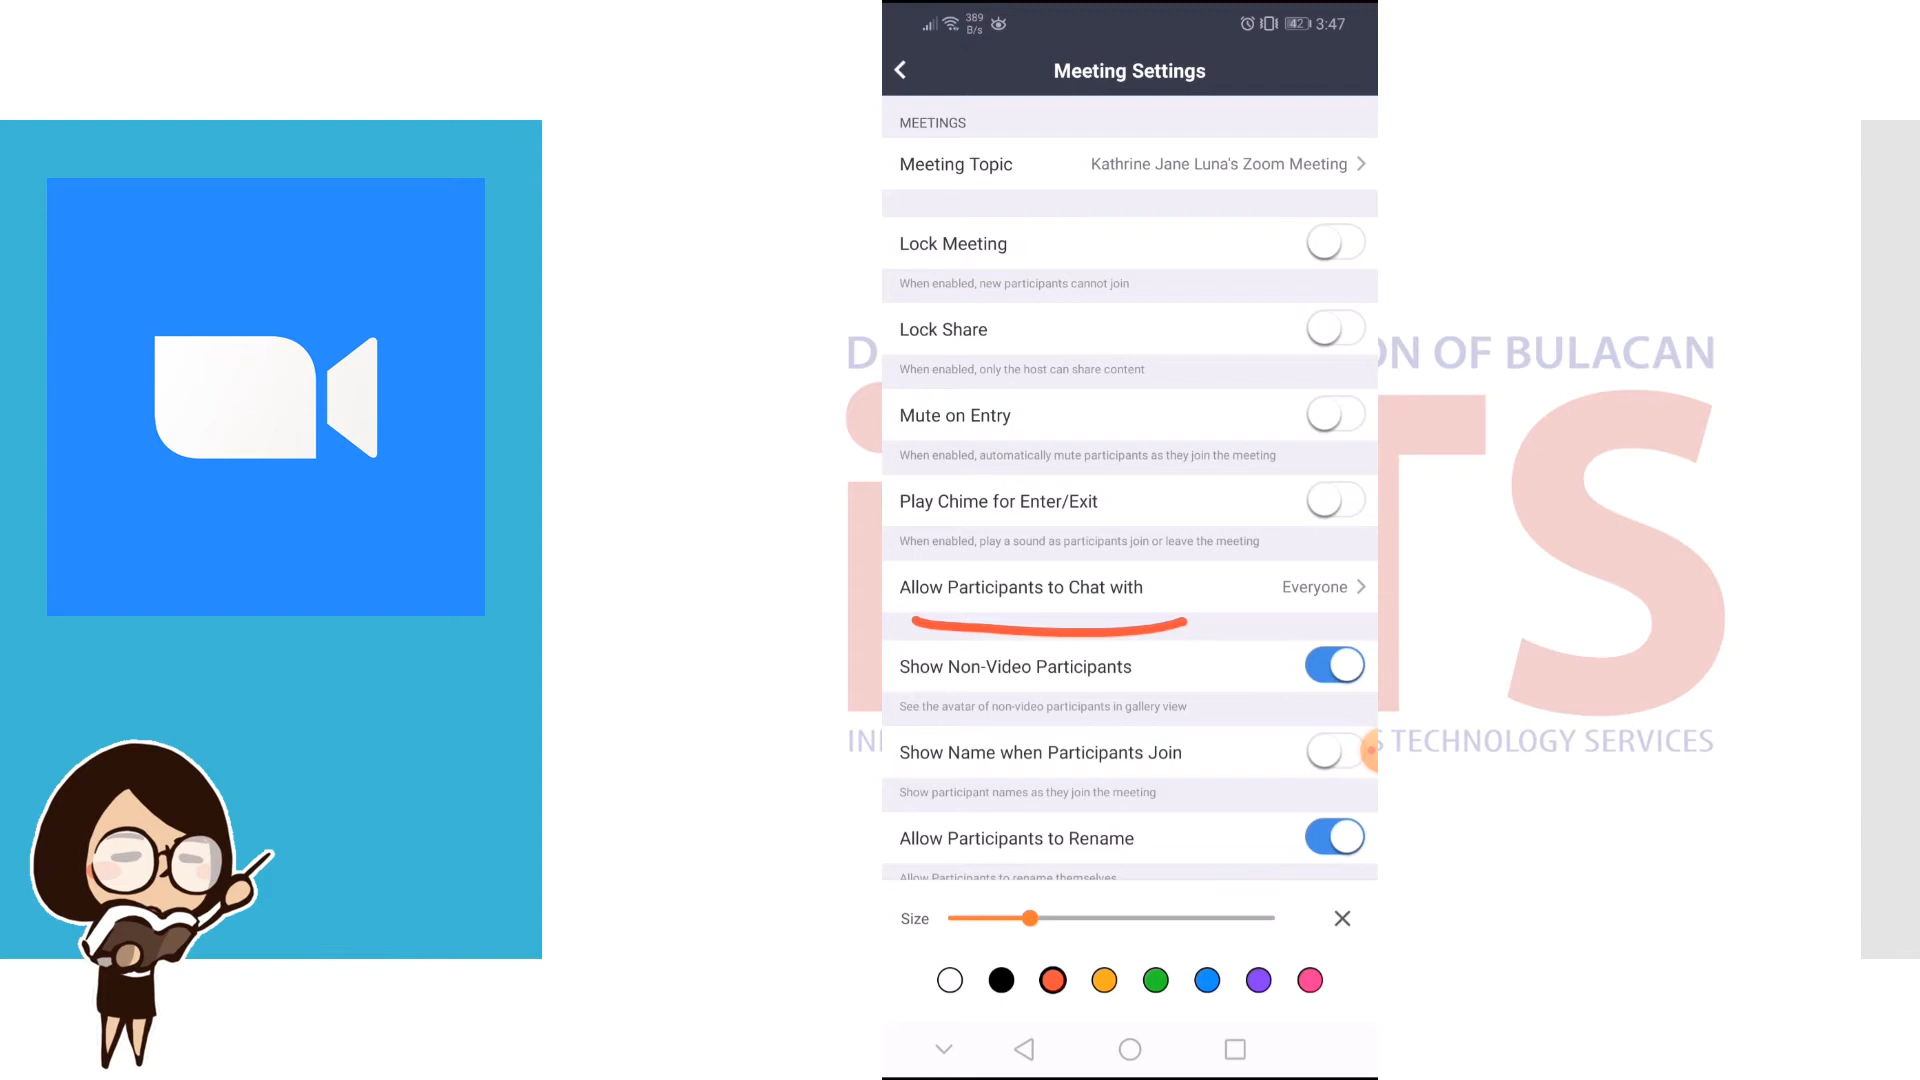 389
B/s
42
3:47
Meeting Settings
MEETINGS
Meeting Topic
Kathrine Jane Luna's Zoom Meeting
Lock Meeting
When enabled, new participants cannot join
Lock Share
When enabled, only the host can share content
Mute on Entry
When enabled, automatically mute participants as they join the meeting
Play Chime for Enter/Exit
When enabled, play a sound as participants join or leave the meeting
Allow Participants to Chat with
Everyone
Show Non-Video Participants
See the avatar of non-video participants in gallery view
Show Name when Participants Join
Show participant names as they join the meeting
Allow Participants to Rename
Allow Participants to rename themselves
Size
OF BULACAN
TS
TECHNOLOGY SERVICES